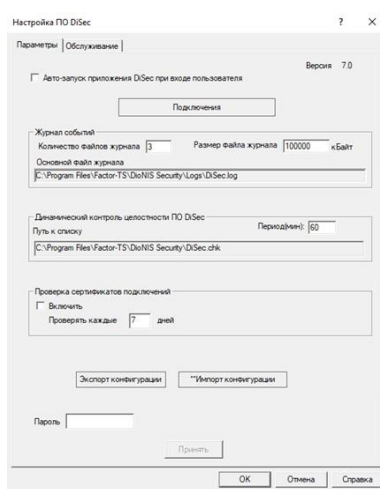 Настройка ПО DiSec ? ×
Параметры Обслуживание
Версия 7.0
Авто-запуск приложения DiSec при входе пользователя
Подключения
Журнал событий
Количество файлов журнала 3 Размер файла журнала 100000 кБайт
Основной файл журнала
C:\Program Files\Factor-TS\DioNIS Security\Logs\DiSec.log
Динамический контроль целостности ПО DiSec
Путь к списку Период(мин): 60
C:\Program Files\Factor-TS\DioNIS Security\DiSec.chk
Проверка сертификатов подключений
Включить
Проверять каждые 7 дней
Экспорт конфигурации **Импорт конфигурации
Пароль
Принять
OK Отмена Справка